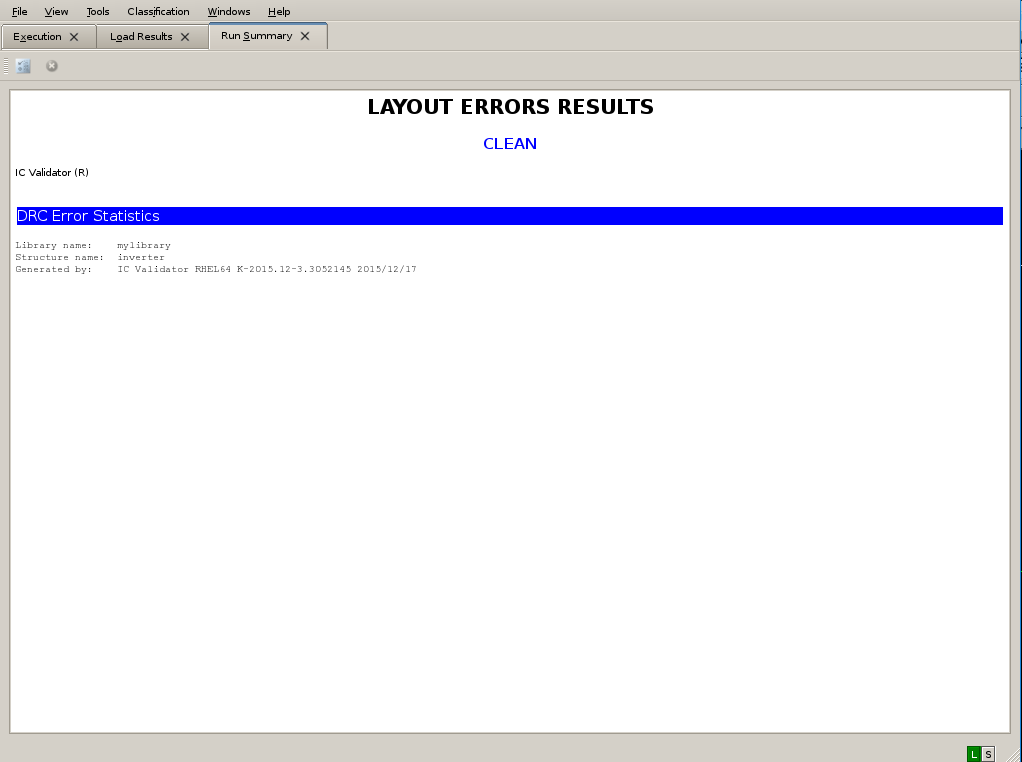 File View Tools Classification Windows Help
Execution Load Results Run Summary
LAYOUT ERRORS RESULTS
CLEAN
IC Validator (R)
DRC Error Statistics
Library name: mylibrary
Structure name: inverter
Generated by: IC Validator RHEL64 K-2015.12-3.3052145 2015/12/17
L S